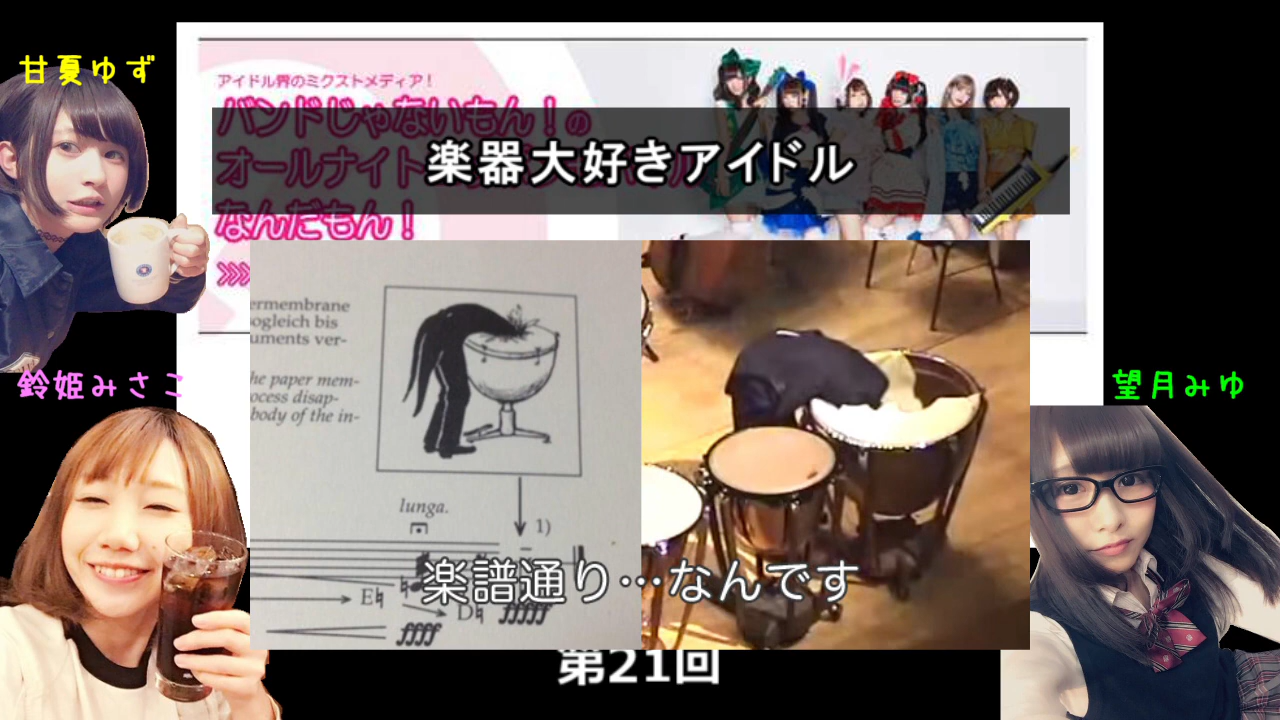 甘夏ゆず
アイドル界のミクストメディア！
バンドじゃないもん！の
オールナイト
なんだもん！
楽器大好きアイドル
鈴姫みさこ
望月みゆ
ermembrane
ogleich bis
uments ver-
he paper mem-
ocess disap-
body of the in-
lunga.
1)
E♮
D♮
ffff
fffff
楽譜通り…なんです
第21回